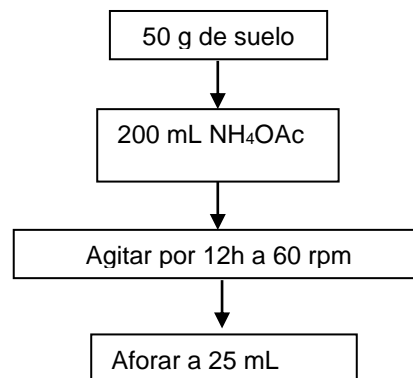 50 g de suelo
200 mL NH₄OAc
Agitar por 12h a 60 rpm
Aforar a 25 mL